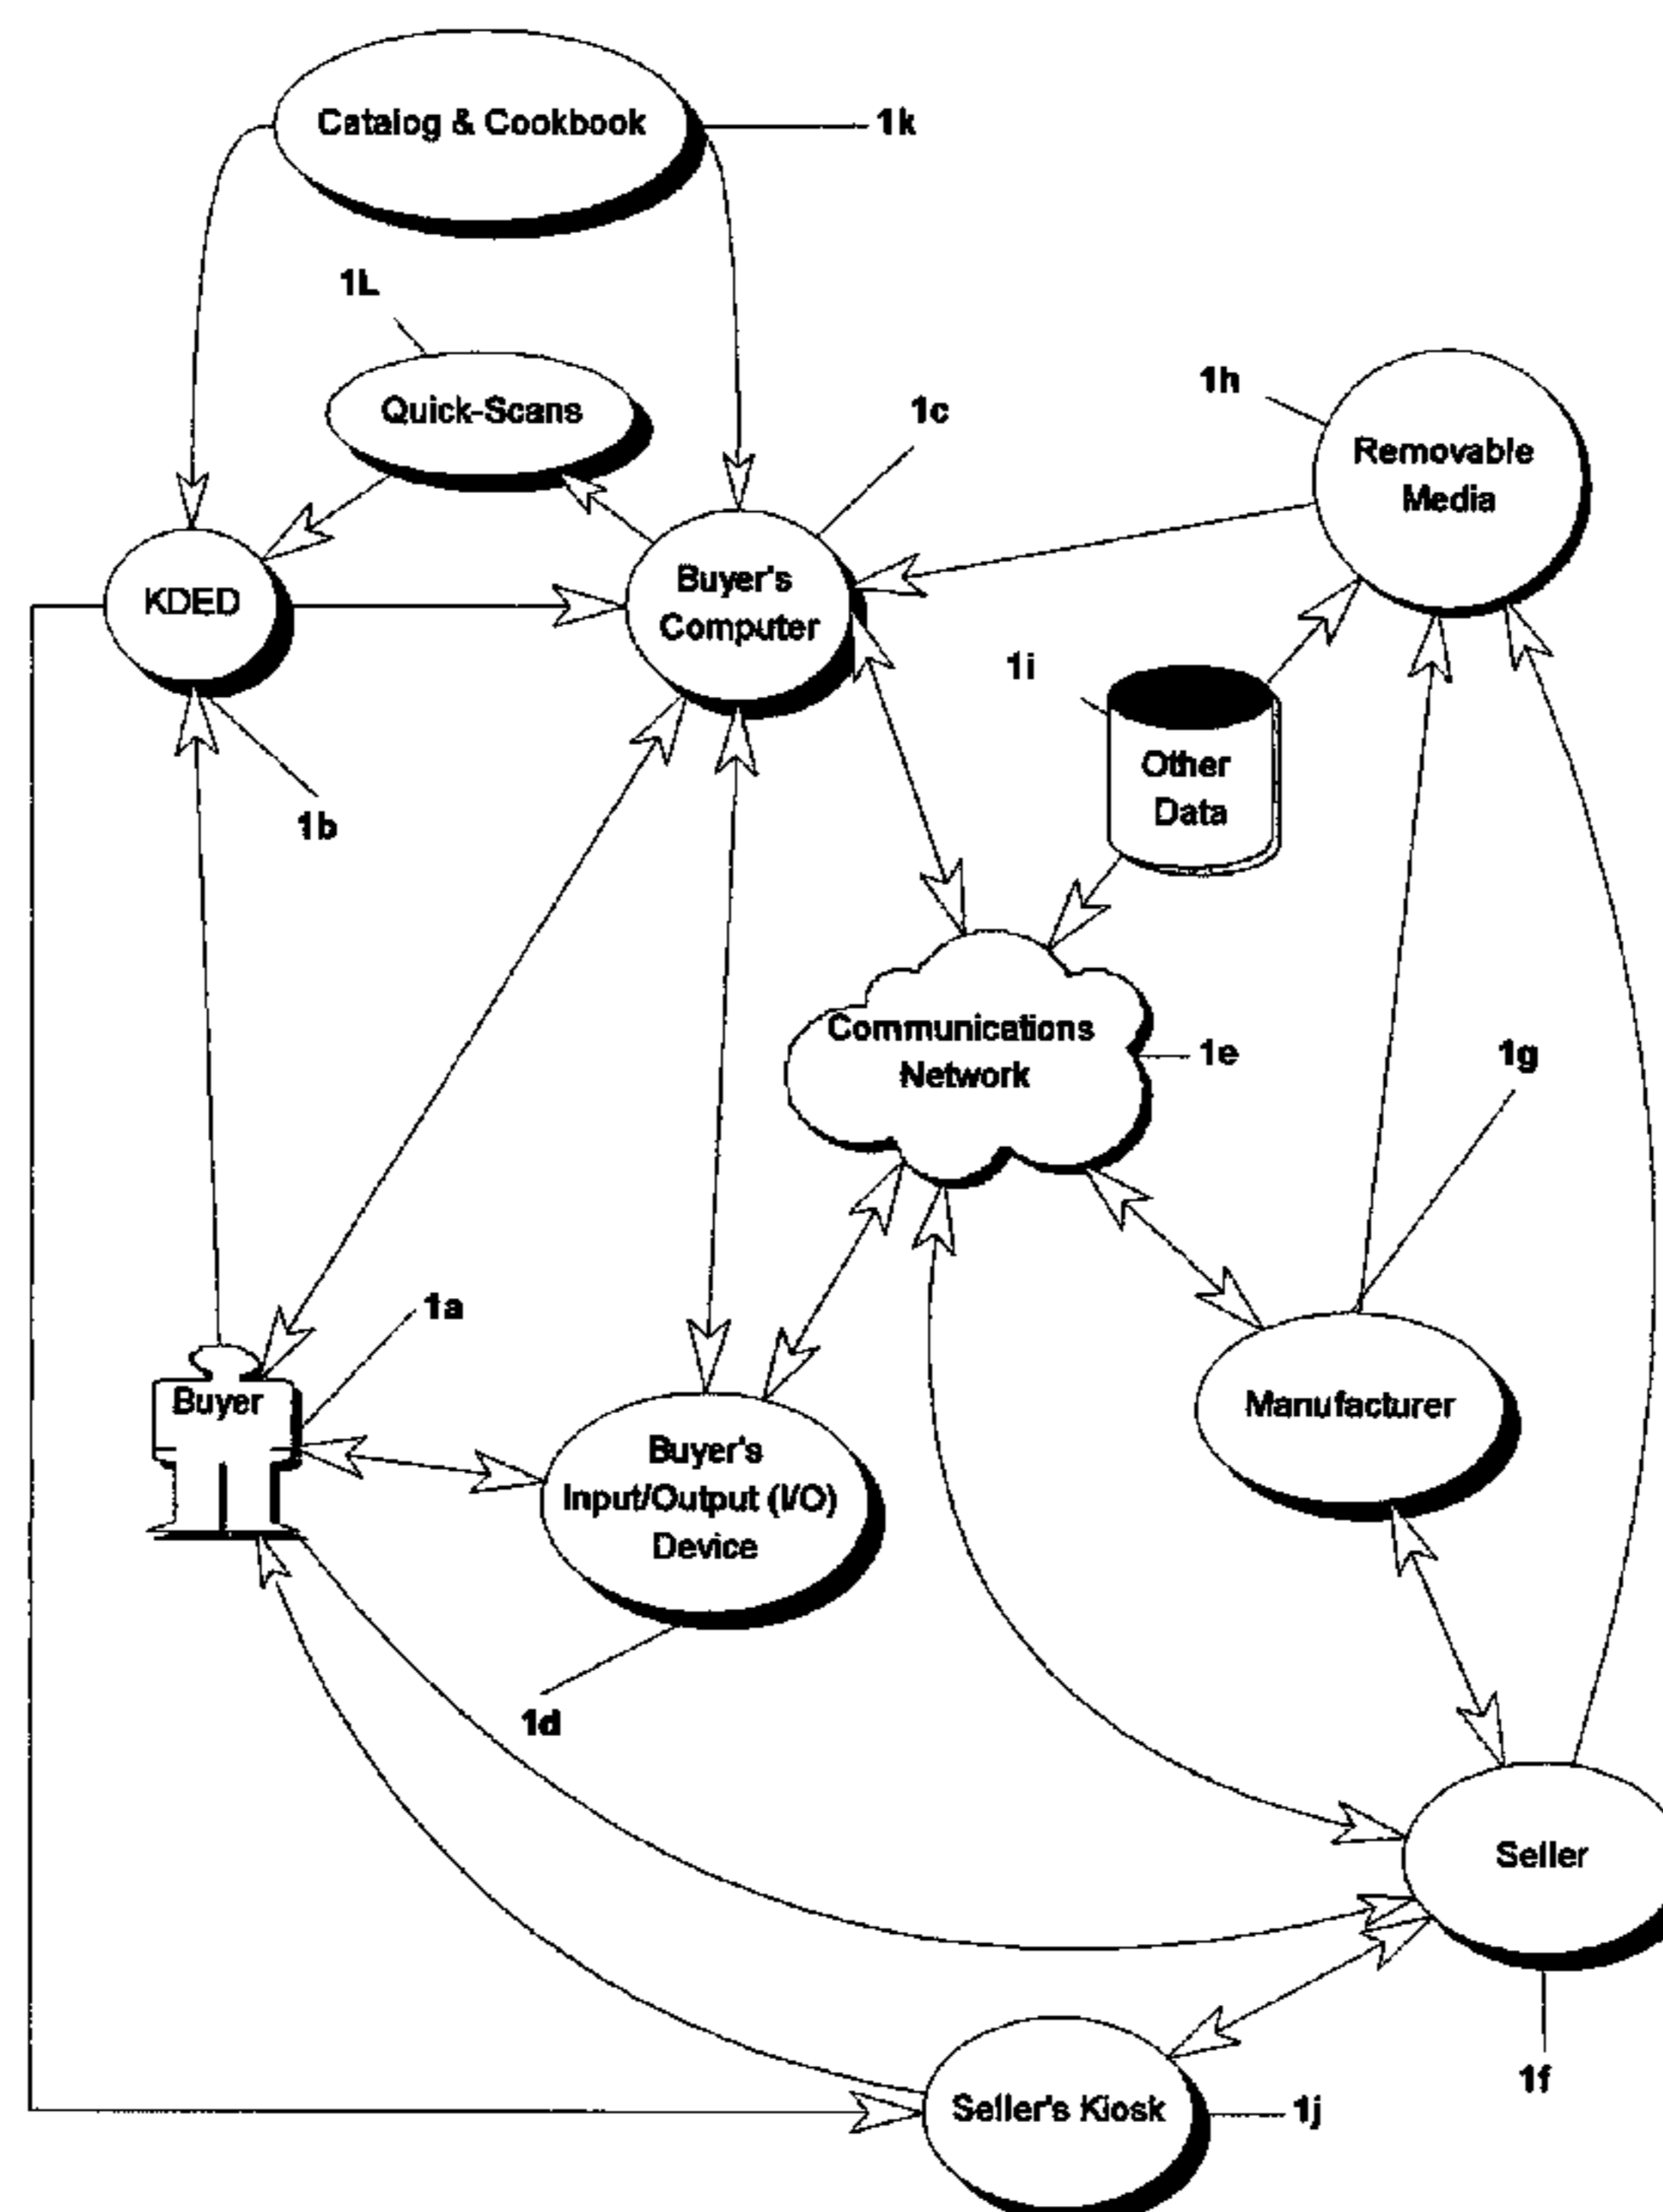 Catalog & Cookbook
1k
1L
Quick-Scans
1c
1h
Removable
Media
KDED
Buyer's
Computer
1i
Other
Data
1b
Communications
Network
1e
1g
1a
Buyer
Manufacturer
Buyer's
Input/Output (I/O)
Device
1d
Seller
1f
Seller's Kiosk
1j